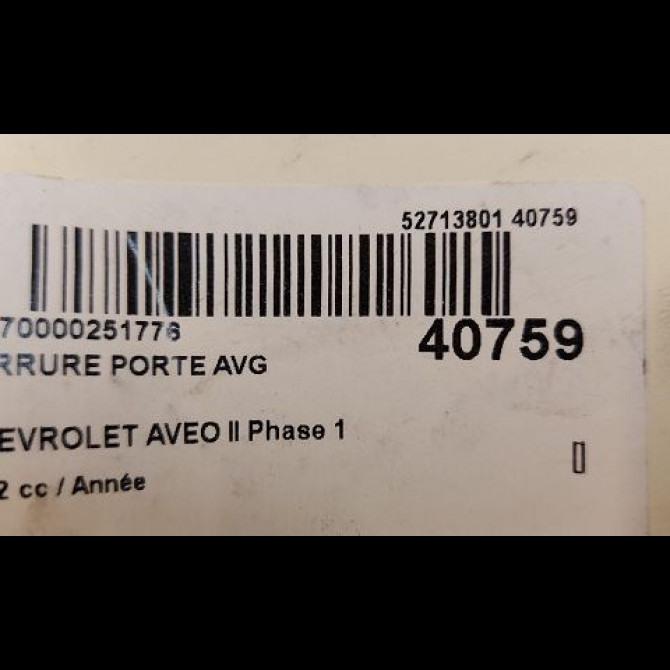 52713801 40759
70000251776
40759
RRURE PORTE AVG
EVROLET AVEO II Phase 1
2 cc / Année